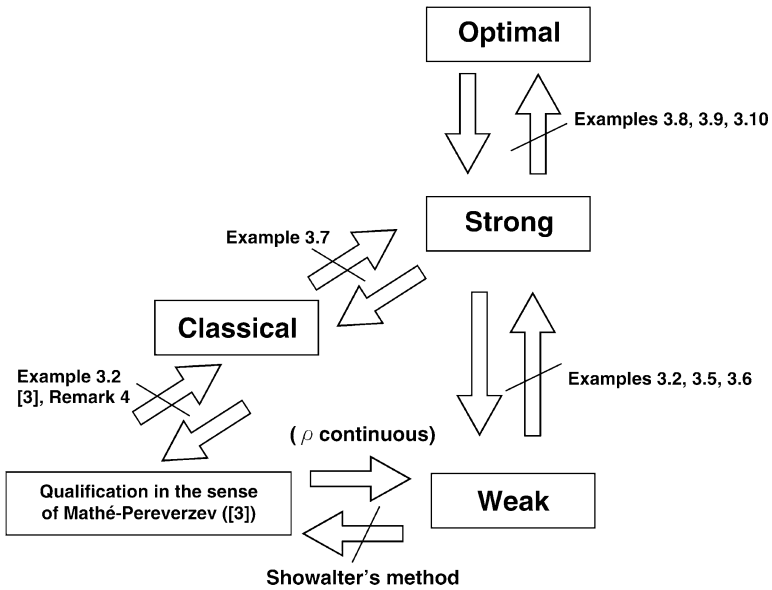 Optimal
Examples 3.8, 3.9, 3.10
Strong
Example 3.7
Classical
Example 3.2
[3], Remark 4
Examples 3.2, 3.5, 3.6
( ρ continuous)
Qualification in the sense
of Mathé-Pereverzev ([3])
Weak
Showalter's method